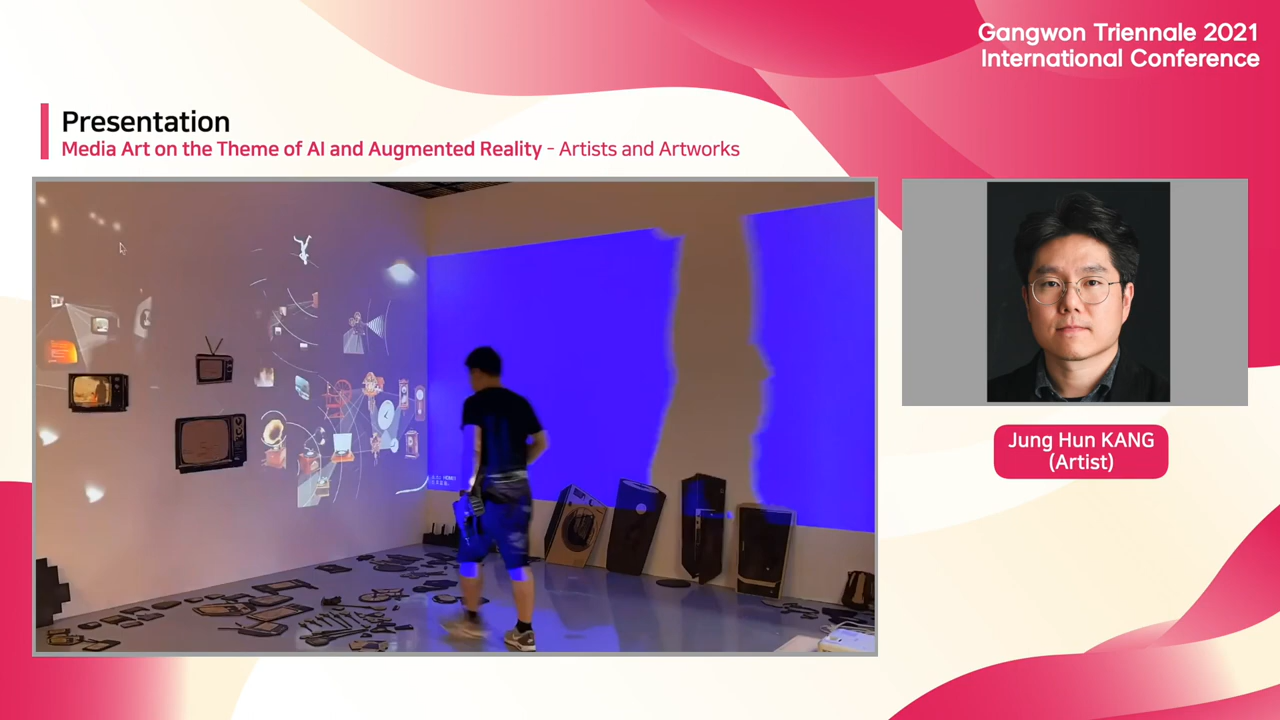 Gangwon Triennale 2021
International Conference
Presentation
Media Art on the Theme of AI and Augmented Reality - Artists and Artworks
Jung Hun KANG
(Artist)